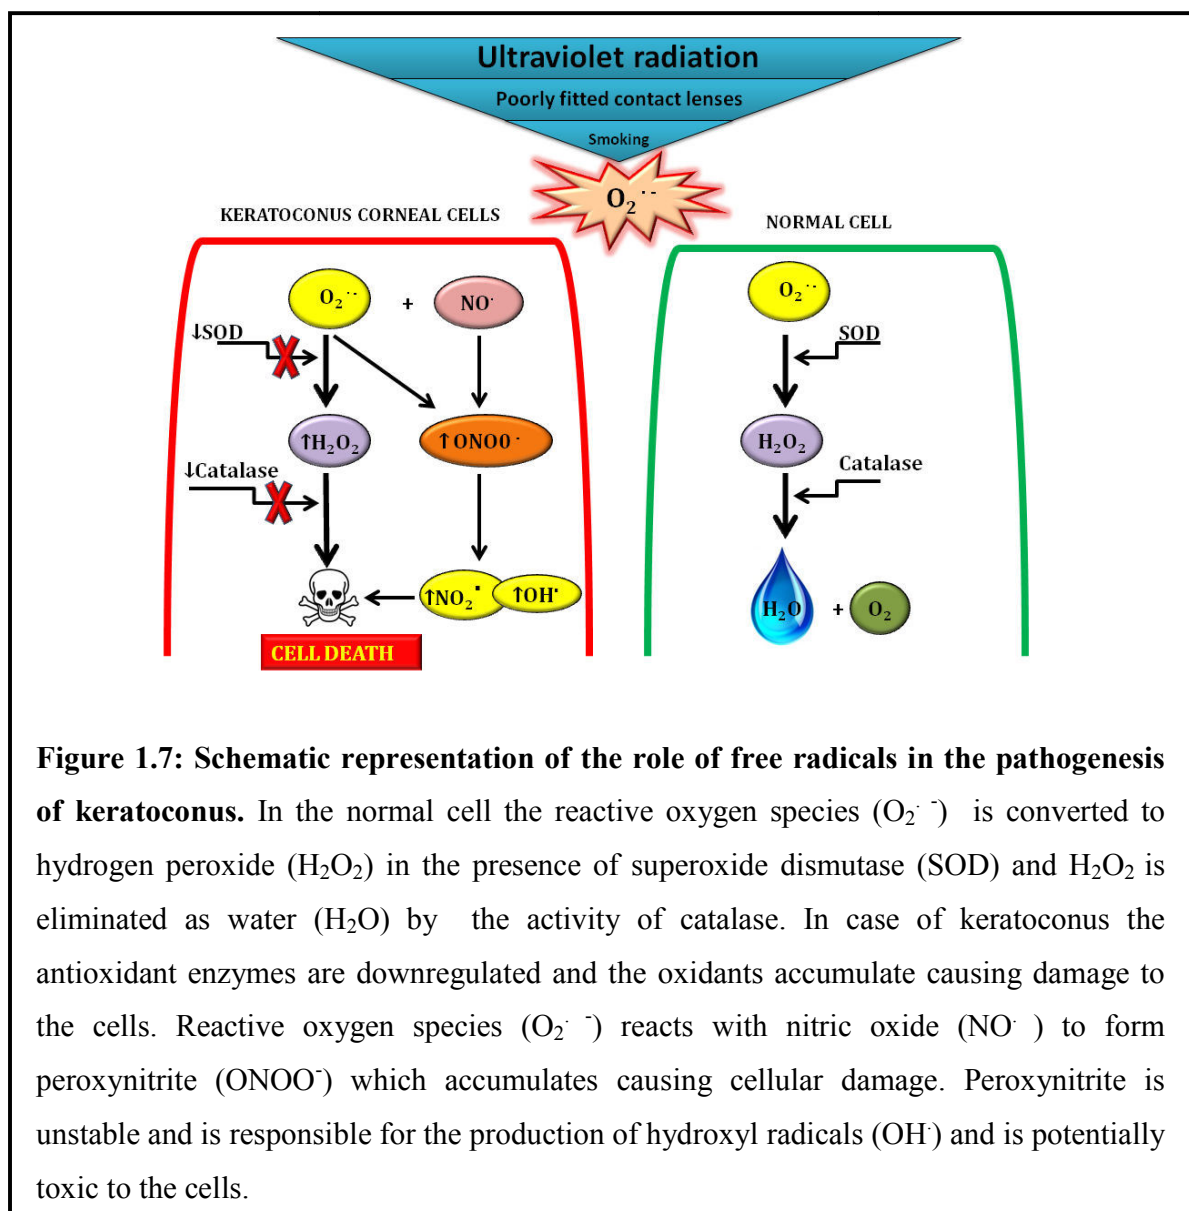 Ultraviolet radiation
Poorly fitted contact lenses
Smoking
O₂ ··
KERATOCONUS CORNEAL CELLS
NORMAL CELL
O₂ ·· + NO·
↓SOD
↑H₂O₂
↑ ONOO ·
↓Catalase
↑NO₂· ↑OH·
CELL DEATH
O₂ ··
SOD
H₂O₂
Catalase
H₂O + O₂
Figure 1.7: Schematic representation of the role of free radicals in the pathogenesis
of keratoconus. In the normal cell the reactive oxygen species (O₂· ⁻) is converted to
hydrogen peroxide (H₂O₂) in the presence of superoxide dismutase (SOD) and H₂O₂ is
eliminated as water (H₂O) by the activity of catalase. In case of keratoconus the
antioxidant enzymes are downregulated and the oxidants accumulate causing damage to
the cells. Reactive oxygen species (O₂· ⁻) reacts with nitric oxide (NO· ) to form
peroxynitrite (ONOO⁻) which accumulates causing cellular damage. Peroxynitrite is
unstable and is responsible for the production of hydroxyl radicals (OH·) and is potentially
toxic to the cells.